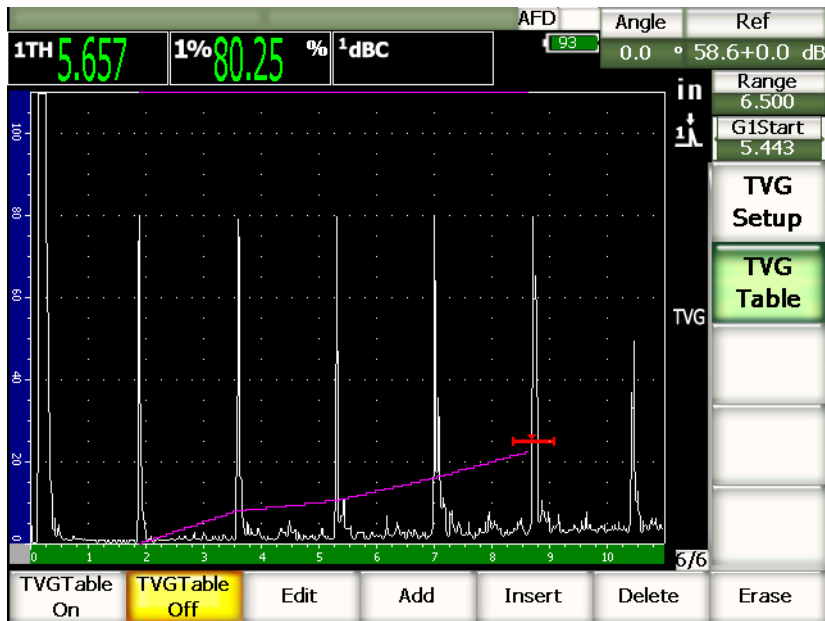 AFD
Angle
Ref
1TH 5.657
1% 80.25 %
1dBC
93
0.0 °
58.6+0.0 dB
in
Range
6.500
1
G1Start
5.443
TVG
Setup
TVG
Table
TVG
100
80
60
40
20
0
0 1 2 3 4 5 6 7 8 9 10
6/6
TVGTable
On
TVGTable
Off
Edit
Add
Insert
Delete
Erase